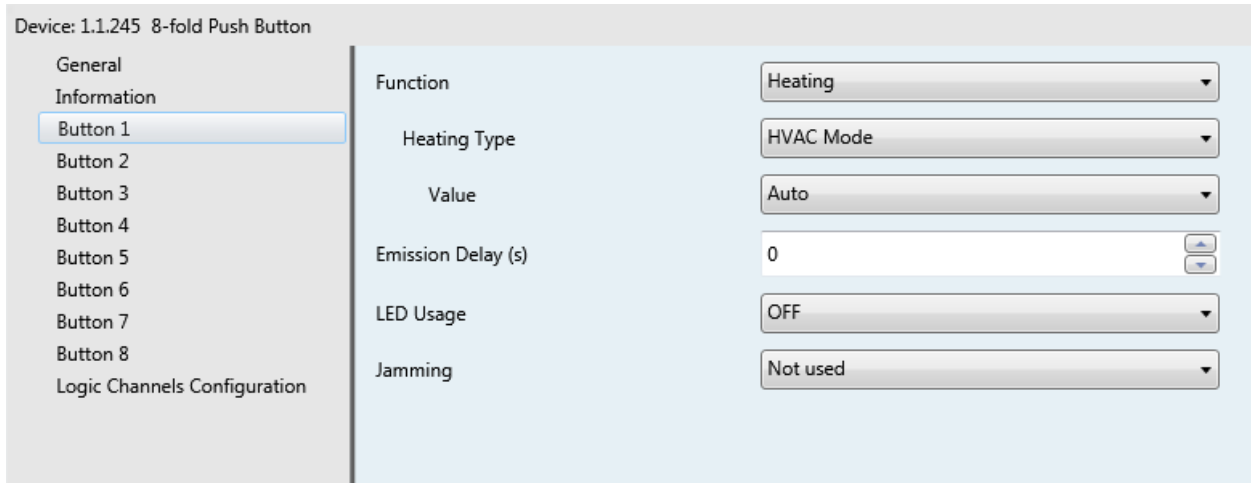 Device: 1.1.245  8-fold Push Button
General
Information
Button 1
Button 2
Button 3
Button 4
Button 5
Button 6
Button 7
Button 8
Logic Channels Configuration
Function
Heating
Heating Type
HVAC Mode
Value
Auto
Emission Delay (s)
0
LED Usage
OFF
Jamming
Not used